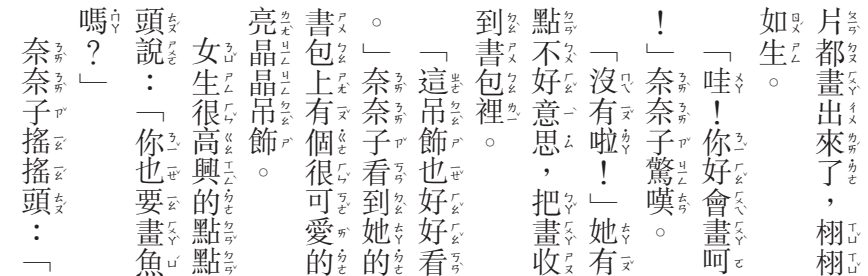 片都畫出來了，栩栩
如生。
「哇！你好會畫呵
！」奈奈子驚嘆。
「沒有啦！」她有
點不好意思，把畫收
到書包裡。
「這吊飾也好好看
。」奈奈子看到她的
書包上有個很可愛的
亮晶晶吊飾。
女生很高興的點點
頭說：「你也要畫魚
嗎？」
奈奈子搖搖頭：「